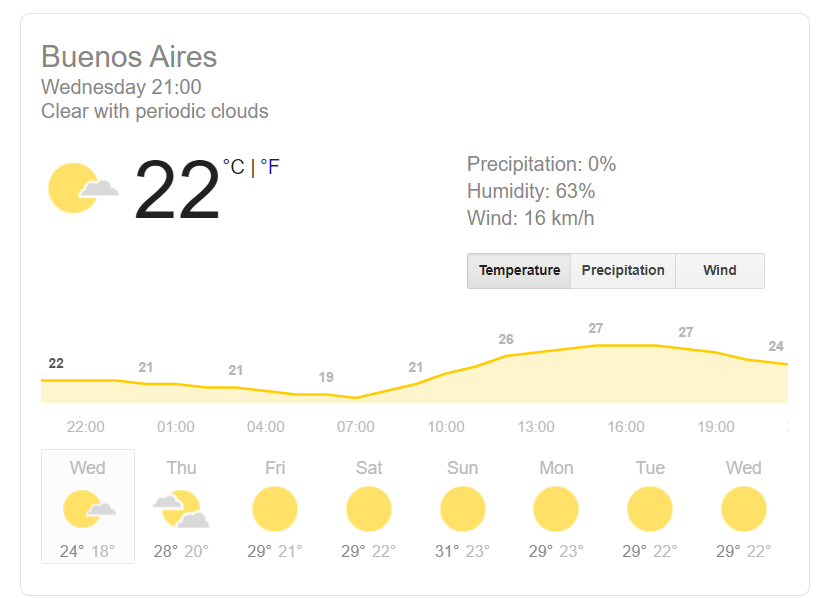 Buenos Aires
Wednesday 21:00
Clear with periodic clouds
22 °C | °F
Precipitation: 0%
Humidity: 63%
Wind: 16 km/h
Temperature Precipitation Wind
22 21 21 19 21 26 27 27 24
22:00 01:00 04:00 07:00 10:00 13:00 16:00 19:00
Wed Thu Fri Sat Sun Mon Tue Wed
24° 18° 28° 20° 29° 21° 29° 22° 31° 23° 29° 23° 29° 22° 29° 22°